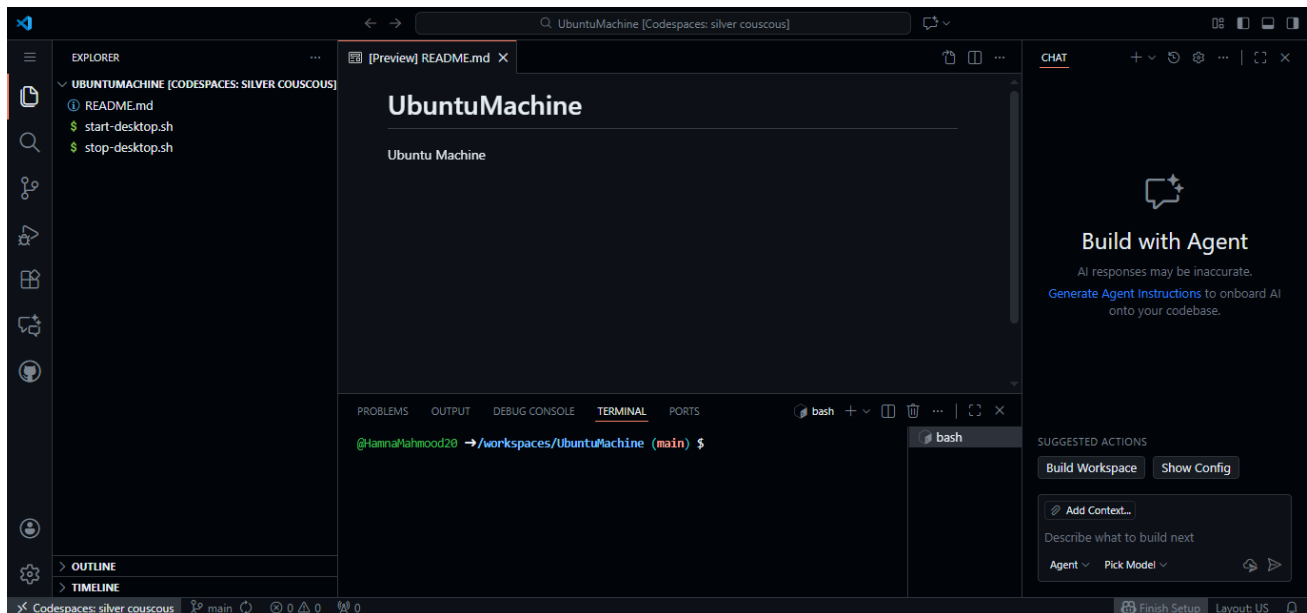 UbuntuMachine [Codespaces: silver couscous]
EXPLORER
UBUNTUMACHINE [CODESPACES: SILVER COUSCOUS]
README.md
start-desktop.sh
stop-desktop.sh
OUTLINE
TIMELINE
[Preview] README.md
UbuntuMachine
Ubuntu Machine
PROBLEMS OUTPUT DEBUG CONSOLE TERMINAL PORTS
bash
@HamnaMahmood20 ➜/workspaces/UbuntuMachine (main) $
bash
CHAT
Build with Agent
AI responses may be inaccurate.
Generate Agent Instructions to onboard AI
onto your codebase.
SUGGESTED ACTIONS
Build Workspace Show Config
Add Context...
Describe what to build next
Agent Pick Model
Codespaces: silver couscous main 0 0 0 Finish Setup Layout: US